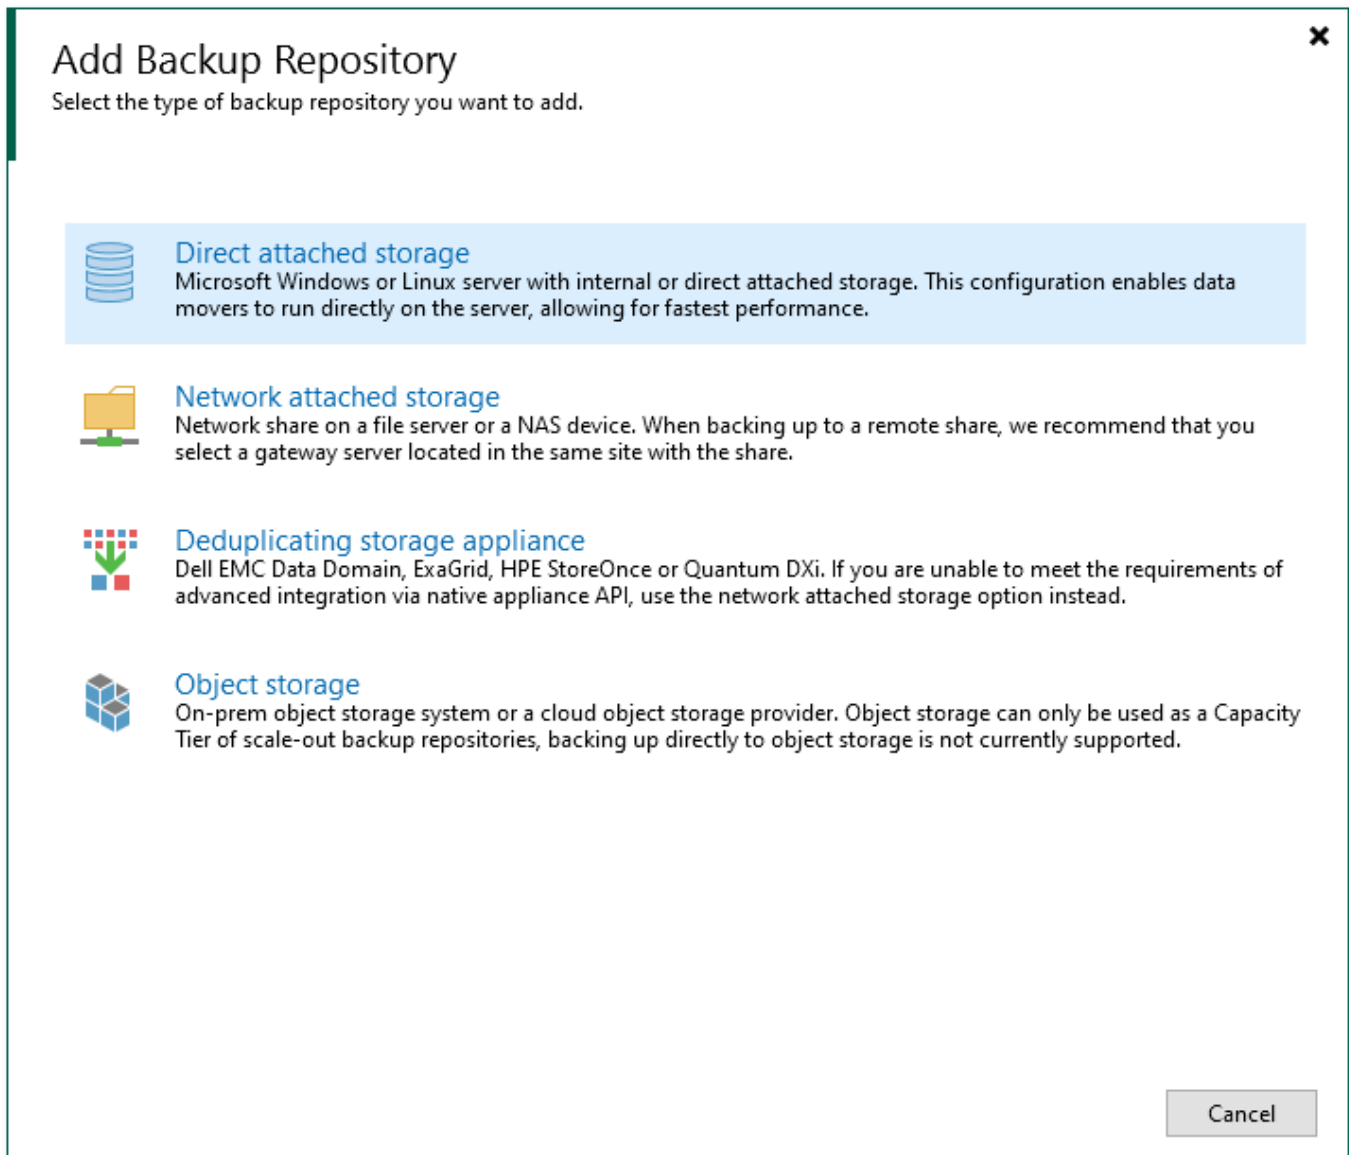 Add Backup Repository
Select the type of backup repository you want to add.
Direct attached storage
Microsoft Windows or Linux server with internal or direct attached storage. This configuration enables data
movers to run directly on the server, allowing for fastest performance.
Network attached storage
Network share on a file server or a NAS device. When backing up to a remote share, we recommend that you
select a gateway server located in the same site with the share.
Deduplicating storage appliance
Dell EMC Data Domain, ExaGrid, HPE StoreOnce or Quantum DXi. If you are unable to meet the requirements of
advanced integration via native appliance API, use the network attached storage option instead.
Object storage
On-prem object storage system or a cloud object storage provider. Object storage can only be used as a Capacity
Tier of scale-out backup repositories, backing up directly to object storage is not currently supported.
Cancel